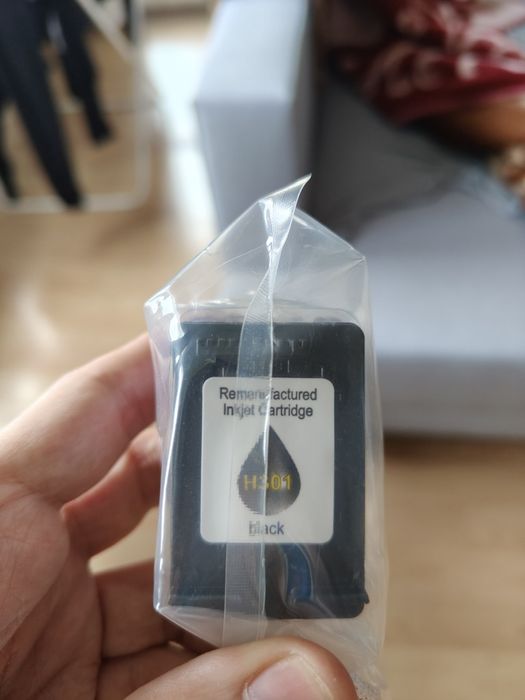 Remanufactured
Inkjet Cartridge
H301
black